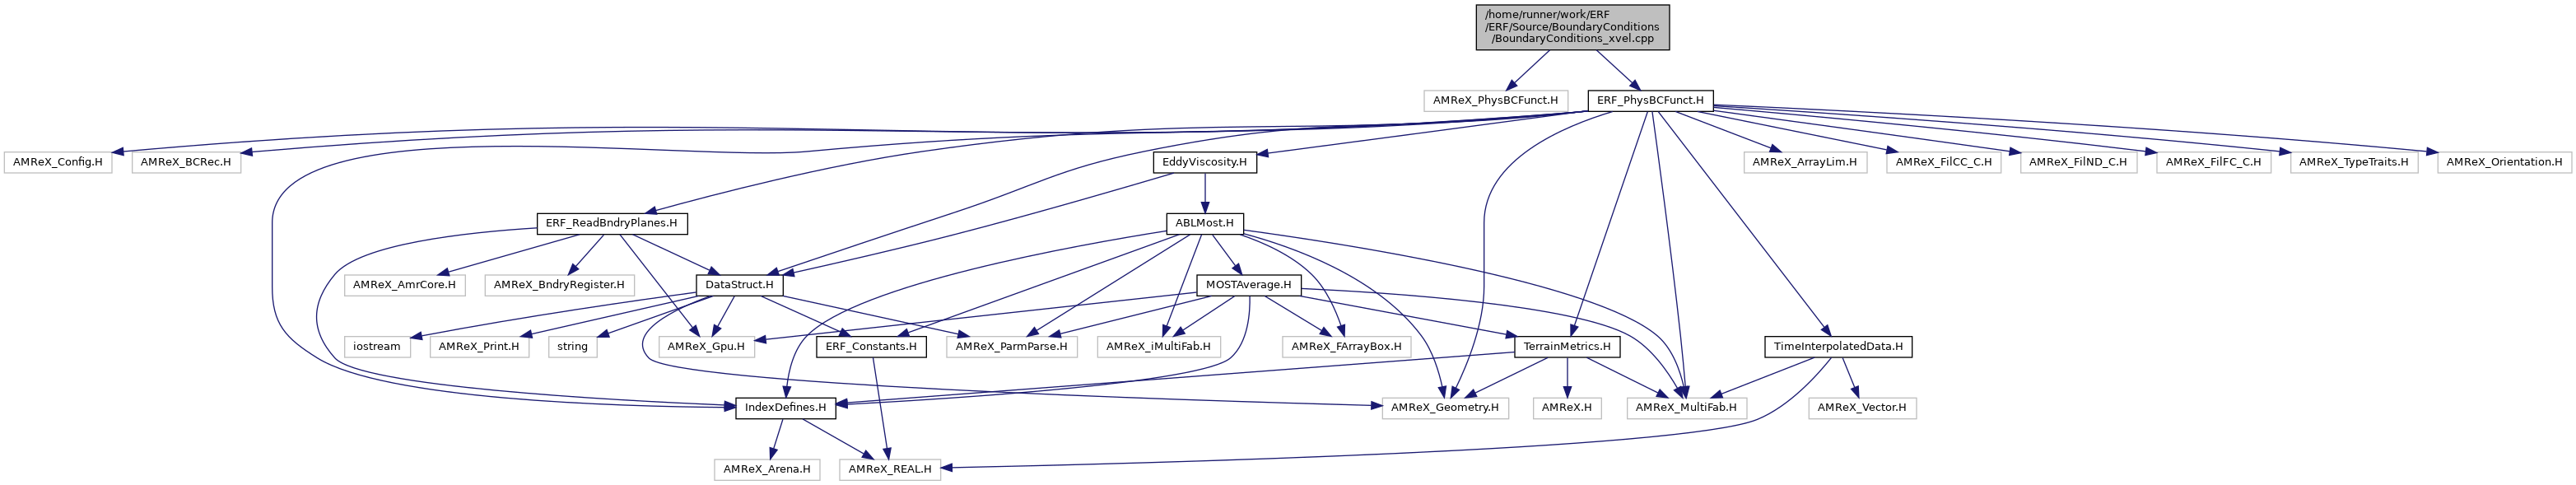 /home/runner/work/ERF
/ERF/Source/BoundaryConditions
/BoundaryConditions_xvel.cpp
AMReX_PhysBCFunct.H
ERF_PhysBCFunct.H
AMReX_Config.H
AMReX_BCRec.H
EddyViscosity.H
AMReX_ArrayLim.H
AMReX_FilCC_C.H
AMReX_FilND_C.H
AMReX_FilFC_C.H
AMReX_TypeTraits.H
AMReX_Orientation.H
ERF_ReadBndryPlanes.H
ABLMost.H
AMReX_AmrCore.H
AMReX_BndryRegister.H
DataStruct.H
MOSTAverage.H
iostream
AMReX_Print.H
string
AMReX_Gpu.H
ERF_Constants.H
AMReX_ParmParse.H
AMReX_iMultiFab.H
AMReX_FArrayBox.H
TerrainMetrics.H
TimeInterpolatedData.H
IndexDefines.H
AMReX_Geometry.H
AMReX.H
AMReX_MultiFab.H
AMReX_Vector.H
AMReX_Arena.H
AMReX_REAL.H